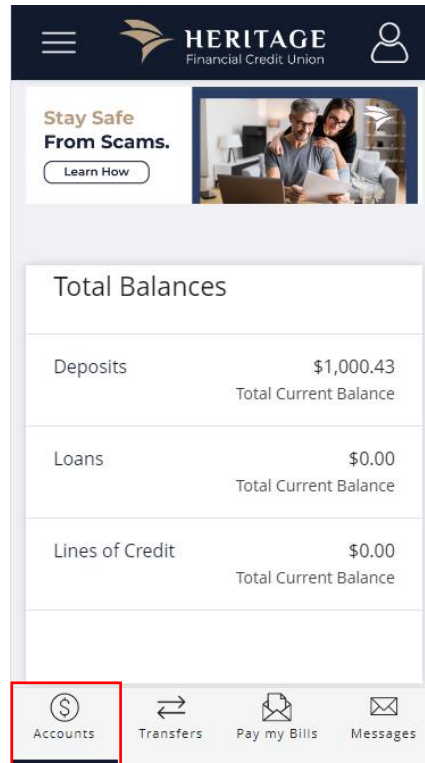 HERITAGE
Financial Credit Union
Stay Safe
From Scams.
Learn How
Total Balances
Deposits $1,000.43
Total Current Balance
Loans $0.00
Total Current Balance
Lines of Credit $0.00
Total Current Balance
Accounts Transfers Pay my Bills Messages